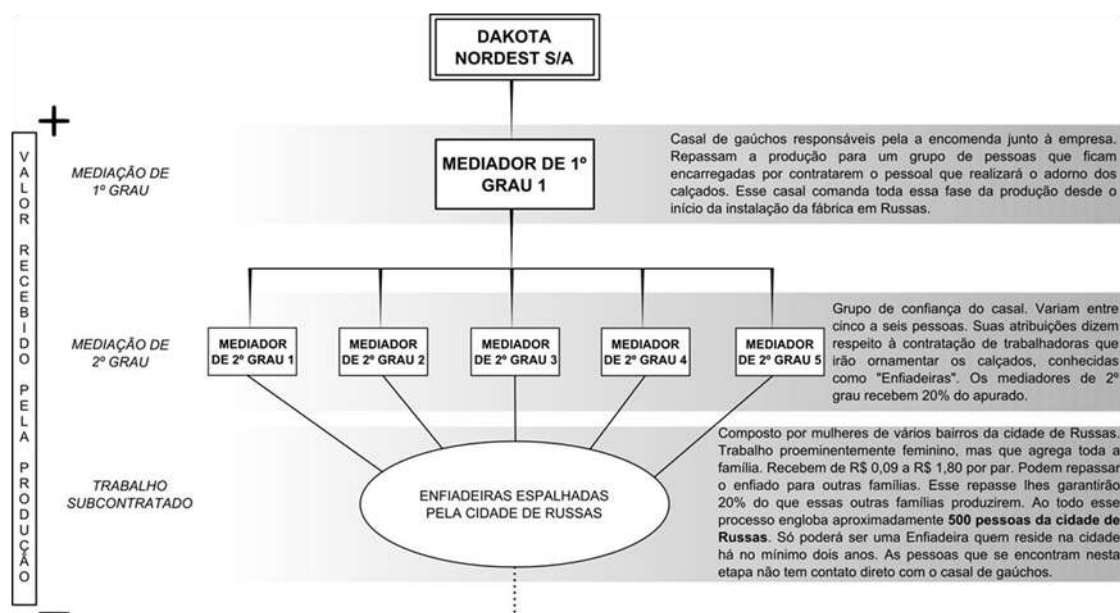 DAKOTA
NORDEST S/A
+
VALOR RECEBIDO PELA PRODUÇÃO
MEDIAÇÃO DE
1º GRAU
MEDIADOR DE 1º
GRAU 1
Casal de gaúchos responsáveis pela a encomenda junto à empresa.
Repassam a produção para um grupo de pessoas que ficam
encarregadas por contratarem o pessoal que realizará o adorno dos
calçados. Esse casal comanda toda essa fase da produção desde o
início da instalação da fábrica em Russas.
MEDIAÇÃO DE
2º GRAU
MEDIADOR
DE 2º GRAU 1
MEDIADOR
DE 2º GRAU 2
MEDIADOR
DE 2º GRAU 3
MEDIADOR
DE 2º GRAU 4
MEDIADOR
DE 2º GRAU 5
Grupo de confiança do casal. Variam entre
cinco a seis pessoas. Suas atribuições dizem
respeito à contratação de trabalhadoras que
irão ornamentar os calçados, conhecidas
como "Enfiadeiras". Os mediadores de 2º
grau recebem 20% do apurado.
TRABALHO
SUBCONTRATADO
ENFIADEIRAS ESPALHADAS
PELA CIDADE DE RUSSAS
Composto por mulheres de vários bairros da cidade de Russas.
Trabalho proeminentemente feminino, mas que agrega toda a
família. Recebem de R$ 0,09 a R$ 1,80 por par. Podem repassar
o enfiado para outras famílias. Esse repasse lhes garantirão
20% do que essas outras famílias produzirem. Ao todo esse
processo engloba aproximadamente 500 pessoas da cidade de
Russas. Só poderá ser uma Enfiadeira quem reside na cidade
há no mínimo dois anos. As pessoas que se encontram nesta
etapa não tem contato direto com o casal de gaúchos.